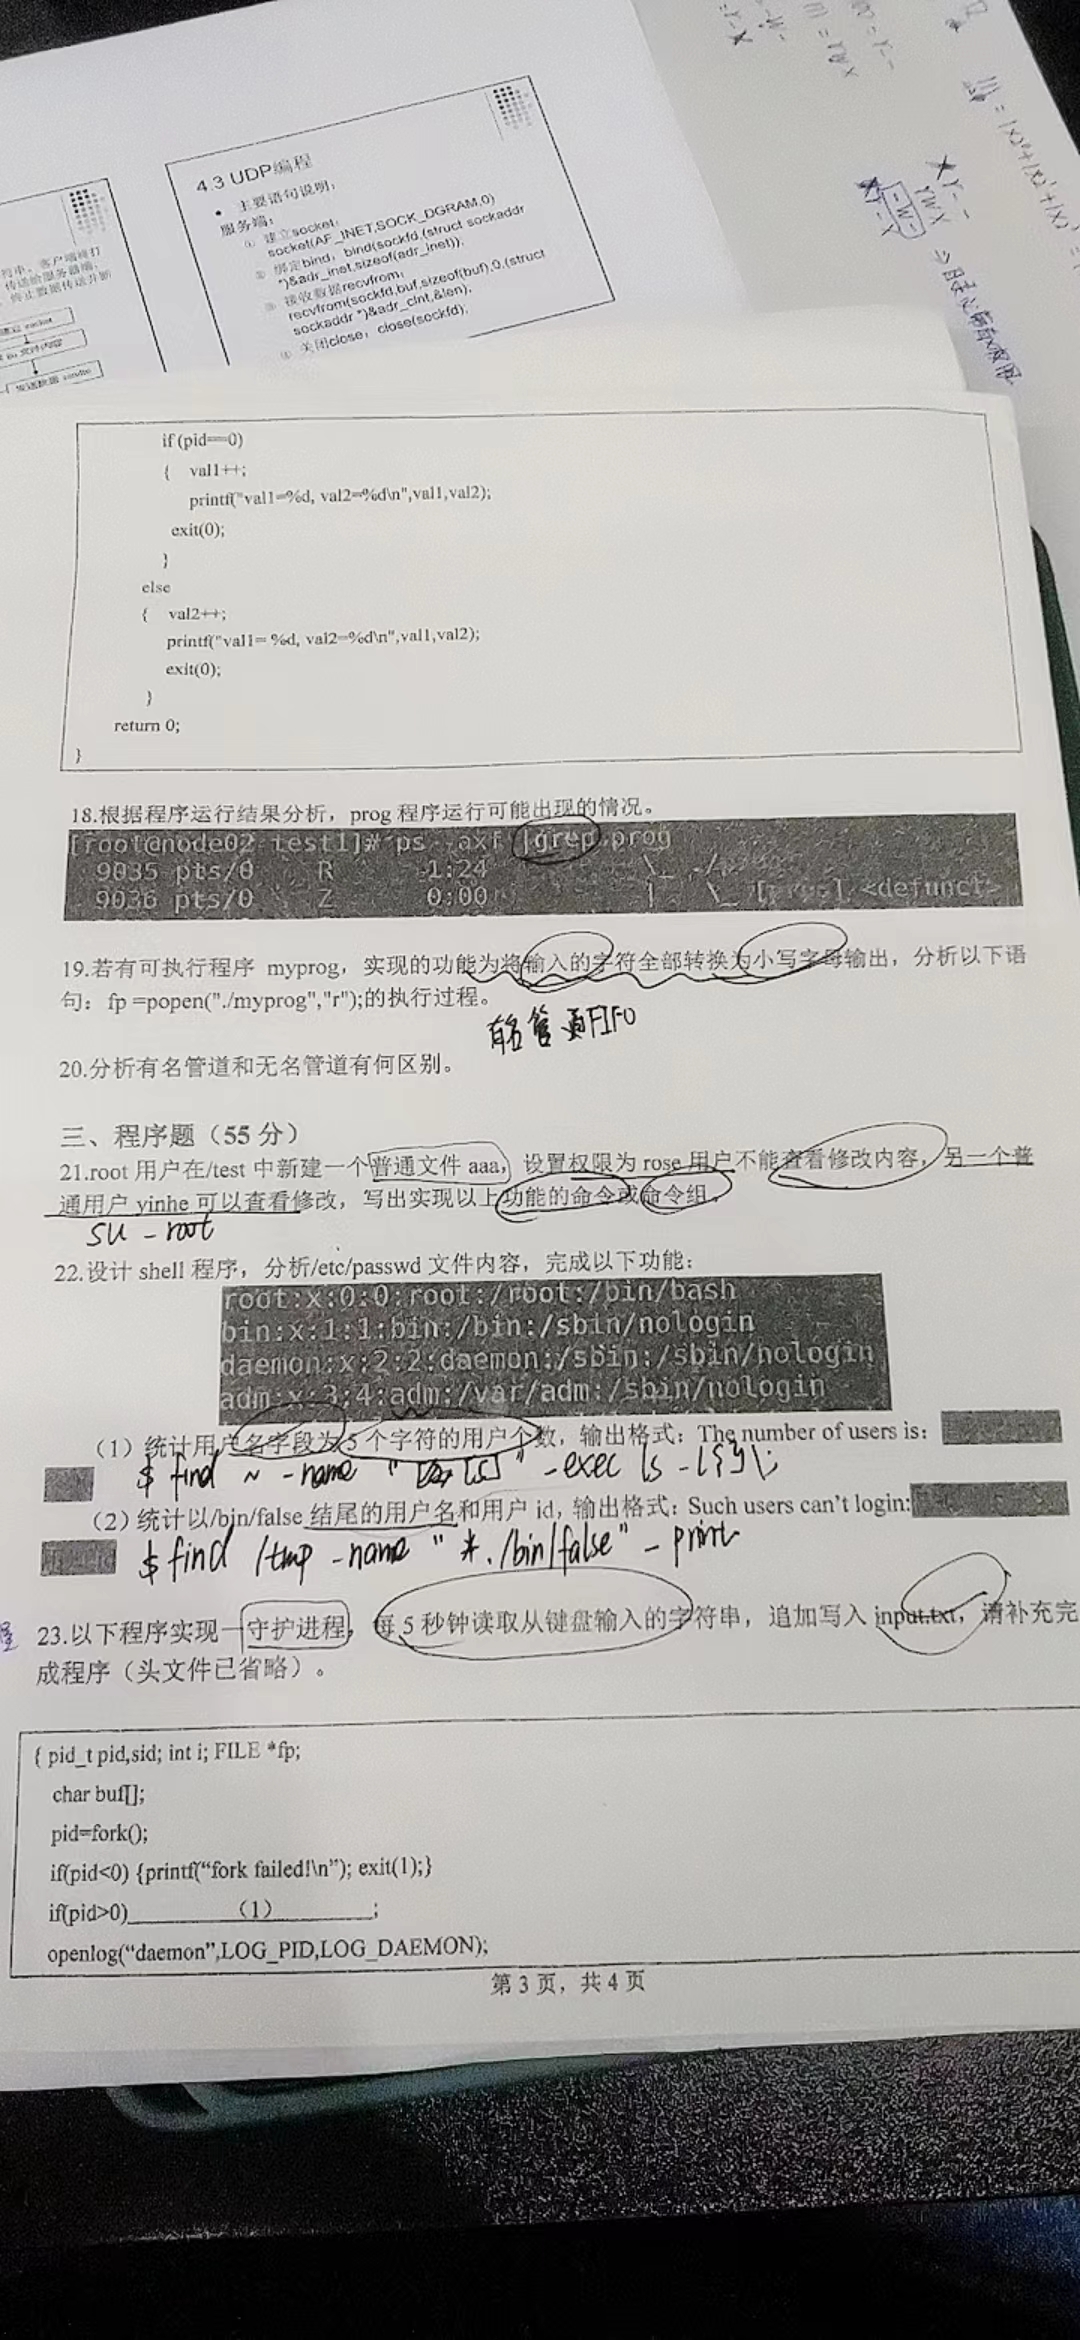 4.3 UDP编程
• 主要语句说明:
服务端:
① 建立socket:
socket(AF_INET,SOCK_DGRAM,0)
② 绑定bind: bind(sockfd,(struct sockaddr
*)&adr_inet,sizeof(adr_inet));
③ 接收数据recvfrom:
recvfrom(sockfd,buf,sizeof(buf),0,(struct
sockaddr *)&adr_clnt,&len);
④ 关闭close: close(sockfd);
if (pid==0)
{ val1++;
printf("val1=%d, val2=%d\n",val1,val2);
exit(0);
}
else
{ val2++;
printf("val1= %d, val2=%d\n",val1,val2);
exit(0);
}
return 0;
}
18.根据程序运行结果分析，prog 程序运行可能出现的情况。
[root@node02 test1]# ps -axf |grep prog
9035 pts/0 R 1:24 \_ ./
9036 pts/0 Z 0:00 | \_ [prog] <defunct>
19.若有可执行程序 myprog，实现的功能为将输入的字符全部转换为小写字母输出，分析以下语
句：fp =popen("./myprog","r");的执行过程。
有名管道FIFO
20.分析有名管道和无名管道有何区别。
三、程序题（55 分）
21.root 用户在/test 中新建一个普通文件 aaa，设置权限为 rose 用户不能查看修改内容，另一个普
通用户 yinhe 可以查看修改，写出实现以上功能的命令或命令组。
su - root
22.设计 shell 程序，分析/etc/passwd 文件内容，完成以下功能：
root:x:0:0:root:/root:/bin/bash
bin:x:1:1:bin:/bin:/sbin/nologin
daemon:x:2:2:daemon:/sbin:/sbin/nologin
adm:x:3:4:adm:/var/adm:/sbin/nologin
（1）统计用户名字段为 5 个字符的用户个数，输出格式：The number of users is:
$ find ~ -name " " -exec ls -l {} \;
（2）统计以/bin/false 结尾的用户名和用户 id，输出格式：Such users can't login:
$ find /tmp -name "*./bin/false" - print
23.以下程序实现一守护进程，每 5 秒钟读取从键盘输入的字符串，追加写入 input.txt，请补充完
成程序（头文件已省略）。
{ pid_t pid,sid; int i; FILE *fp;
char buf[];
pid=fork();
if(pid<0) {printf(“fork failed!\n”); exit(1);}
if(pid>0)______（1）______;
openlog(“daemon”,LOG_PID,LOG_DAEMON);
第 3 页，共 4 页